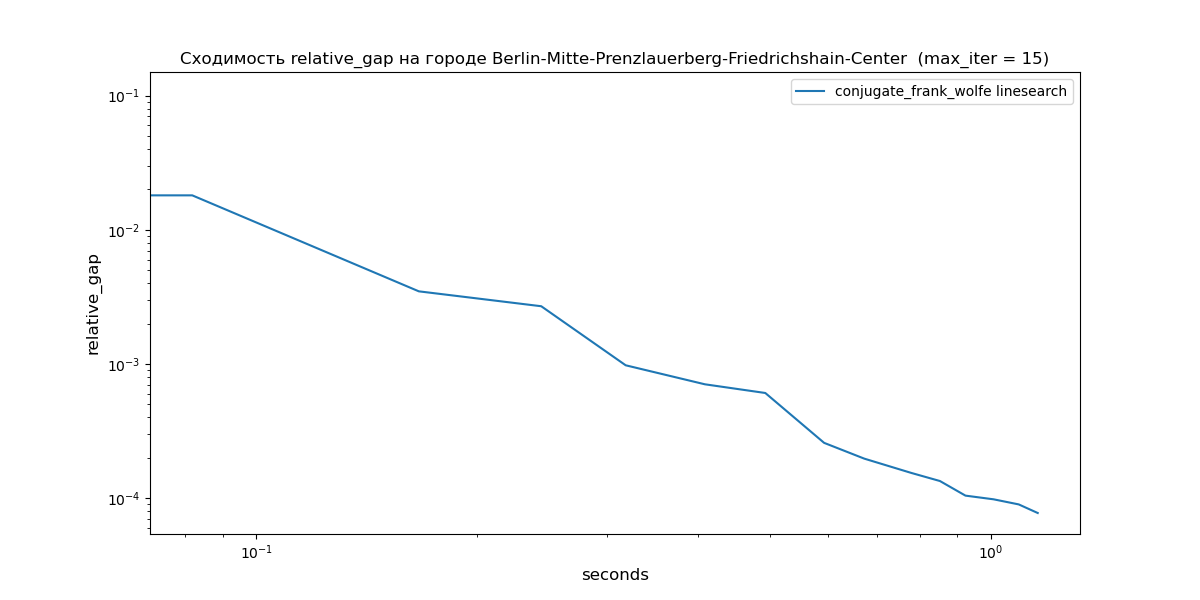 Сходимость relative_gap на городе Berlin-Mitte-Prenzlauerberg-Friedrichshain-Center  (max_iter = 15)
conjugate_frank_wolfe linesearch
relative_gap
10⁻¹
10⁻²
10⁻³
10⁻⁴
10⁻¹ 10⁰
seconds